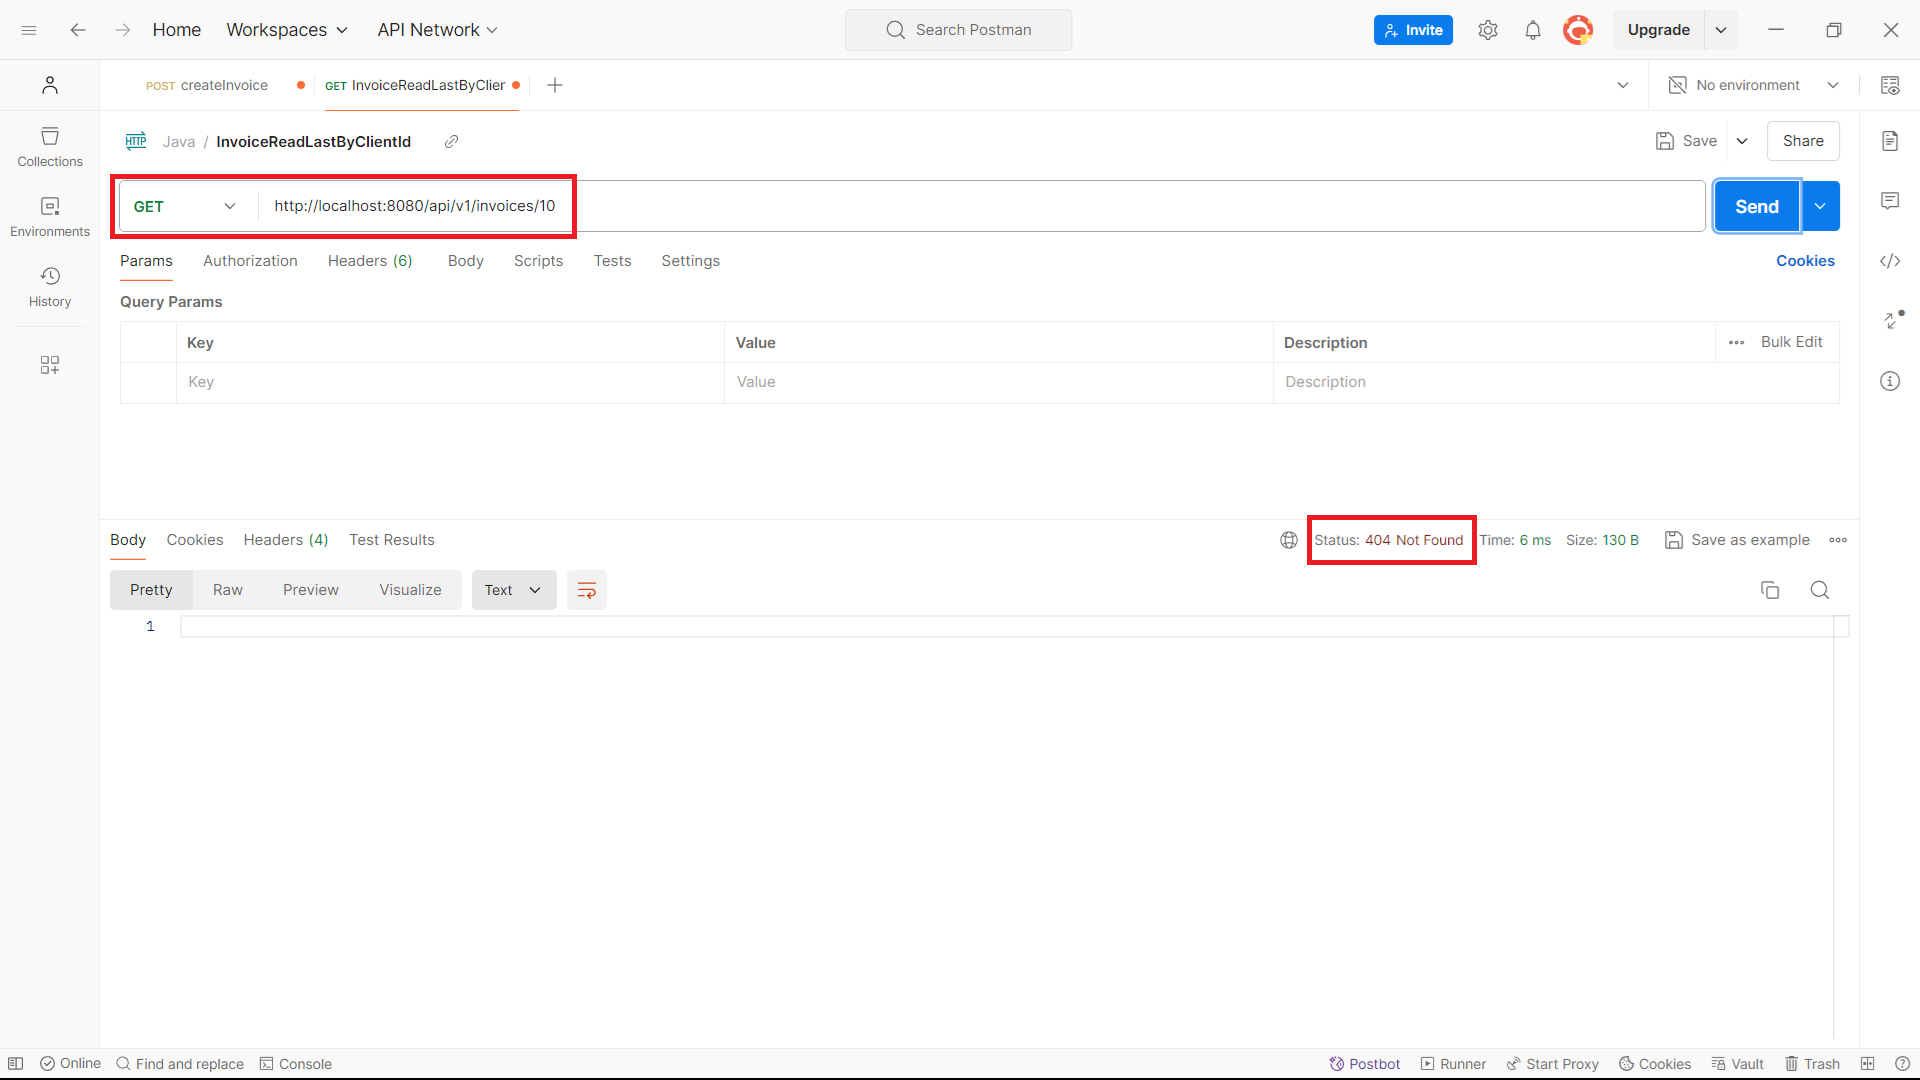 Home Workspaces API Network Search Postman Invite Upgrade
POST createInvoice GET InvoiceReadLastByClier No environment
HTTP Java / InvoiceReadLastByClientId Save Share
Collections
GET http://localhost:8080/api/v1/invoices/10 Send
Environments
Params Authorization Headers (6) Body Scripts Tests Settings Cookies
History
Query Params
Key Value Description Bulk Edit
Key Value Description
Body Cookies Headers (4) Test Results Status: 404 Not Found Time: 6 ms Size: 130 B Save as example
Pretty Raw Preview Visualize Text
1
Online Find and replace Console Postbot Runner Start Proxy Cookies Vault Trash